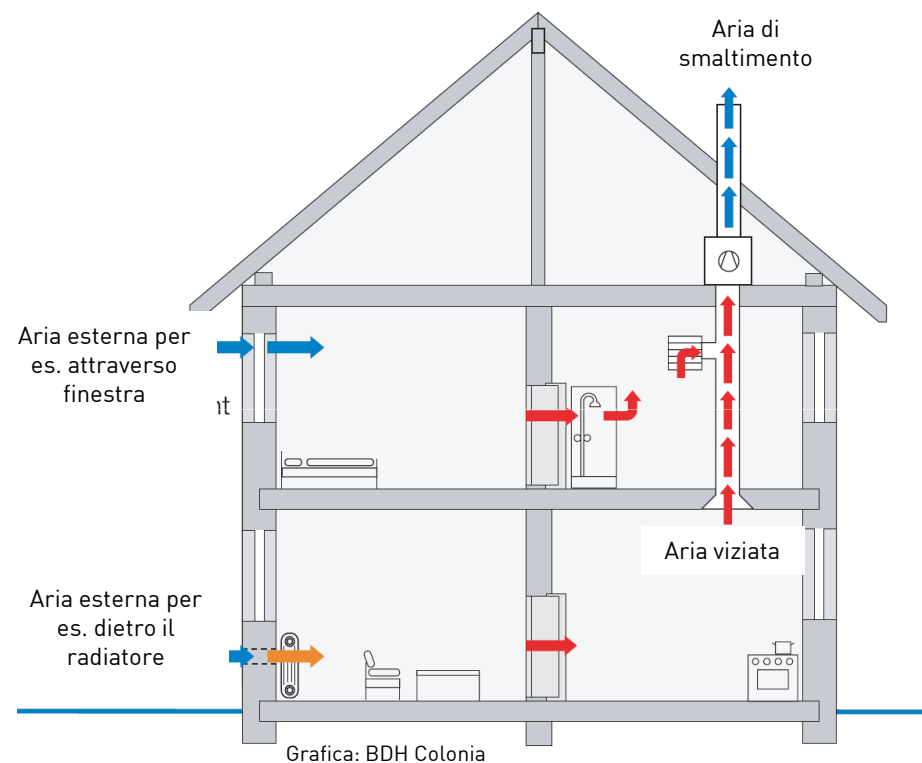 Aria di
smaltimento
Aria esterna per
es. attraverso
finestra
Aria viziata
Aria esterna per
es. dietro il
radiatore
Grafica: BDH Colonia